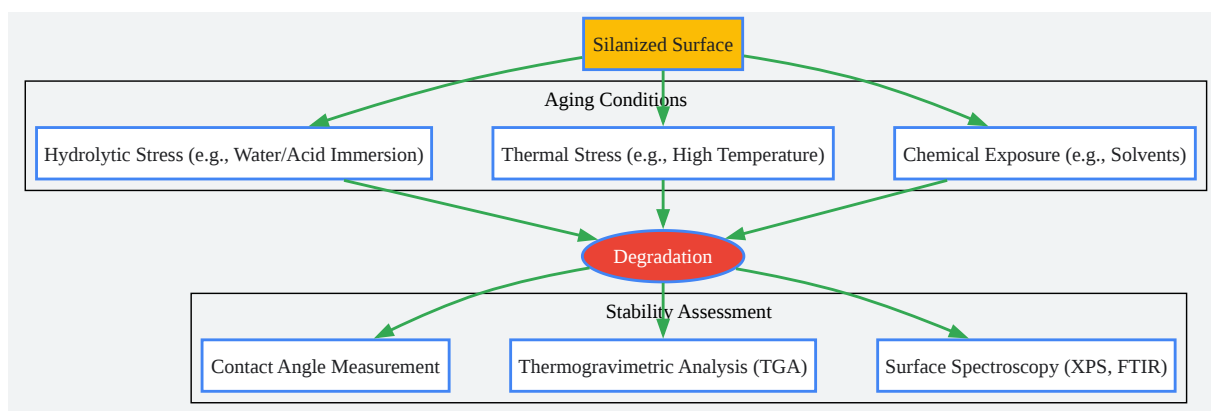 Silanized Surface
Aging Conditions
Hydrolytic Stress (e.g., Water/Acid Immersion)
Thermal Stress (e.g., High Temperature)
Chemical Exposure (e.g., Solvents)
Degradation
Stability Assessment
Contact Angle Measurement
Thermogravimetric Analysis (TGA)
Surface Spectroscopy (XPS, FTIR)